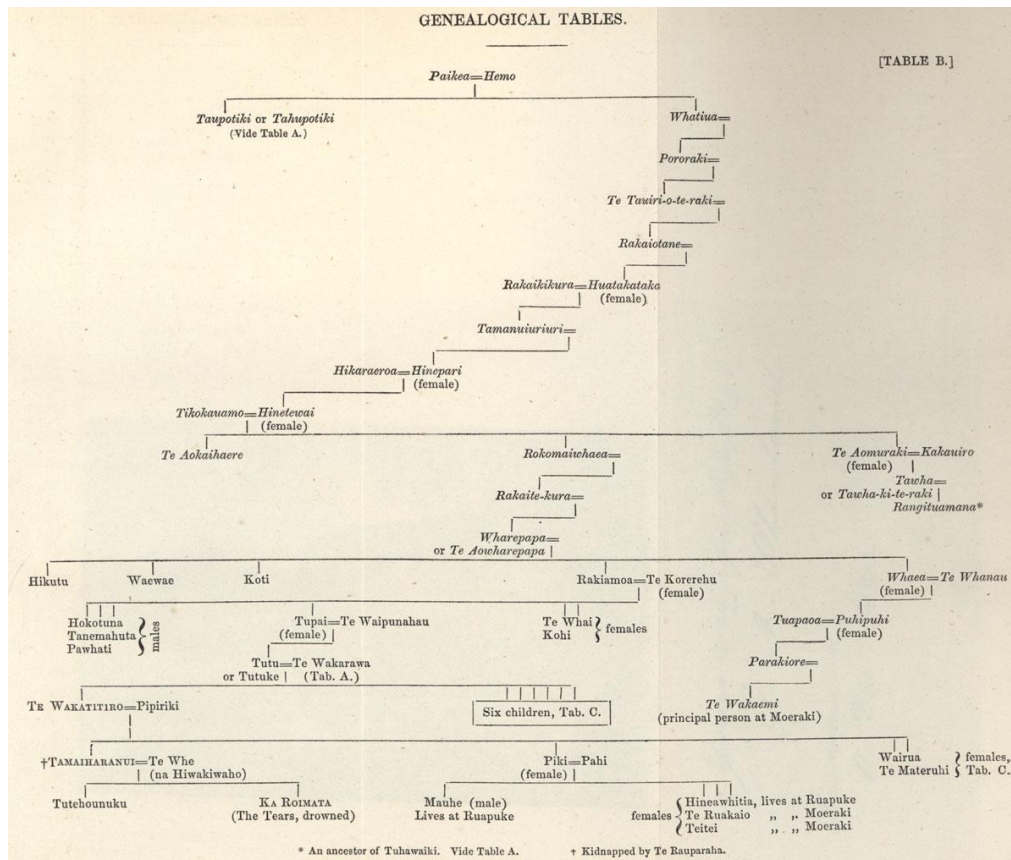 GENEALOGICAL TABLES.
[TABLE B.]
Paikea=Hemo
Taupotiki or Tahupotiki
(Vide Table A.)
Whatiua=
Pororaki=
Te Tauiri-o-te-raki=
Rakaiotane=
Rakaikikura=Huatakataka
(female)
Tamanuiuriuri=
Hikaraeroa=Hinepari
(female)
Tikokauamo=Hinetewai
(female)
Te Aokaihaere
Rokomaiwhaea=
Te Aomuraki=Kakauiro
(female)
Tawha=
or Tawha-ki-te-raki
Rangituamana*
Rakaite-kura=
Wharepapa=
or Te Aowharepapa
Hikutu
Waewae
Koti
Rakiamoa=Te Korerehu
(female)
Whaea=Te Whanau
(female)
Hokotuna
Tanemahuta
Pawhati
males
Tupai=Te Waipunahau
(female)
Te Whai
Kohi
females
Tuapaoa=Puhipuhi
(female)
Tutu=Te Wakarawa
or Tutuke
(Tab. A.)
Parakiore=
Te Wakaemi
(principal person at Moeraki)
TE WAKATITIRO=Pipiriki
Six children, Tab. C.
†TAMAIHARANUI=Te Whe
(na Hiwakiwaho)
Piki=Pahi
(female)
Wairua
Te Materuhi
females,
Tab. C.
Tutehounuku
KA ROIMATA
(The Tears, drowned)
Mauhe (male)
Lives at Ruapuke
females
Hineawhitia, lives at Ruapuke
Te Ruakaio „ „ Moeraki
Teitei „ „ Moeraki
* An ancestor of Tuhawaiki. Vide Table A.
† Kidnapped by Te Rauparaha.